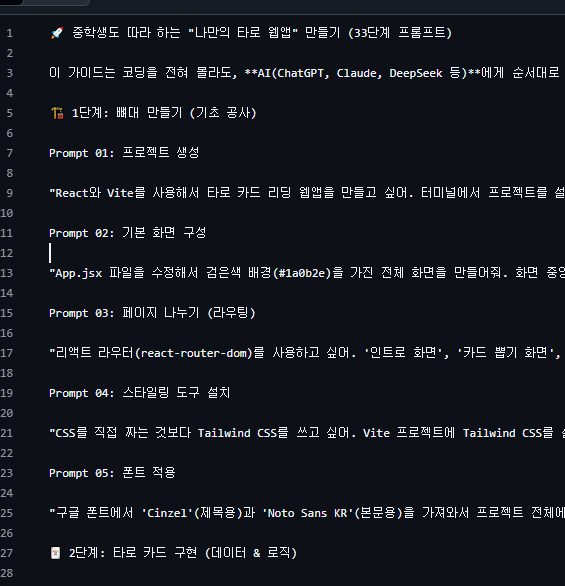 1 🚀 중학생도 따라 하는 "나만의 타로 웹앱" 만들기 (33단계 프롬프트)
2
3 이 가이드는 코딩을 전혀 몰라도, **AI(ChatGPT, Claude, DeepSeek 등)**에게 순서대로
4
5 🏗️ 1단계: 뼈대 만들기 (기초 공사)
6
7 Prompt 01: 프로젝트 생성
8
9 "React와 Vite를 사용해서 타로 카드 리딩 웹앱을 만들고 싶어. 터미널에서 프로젝트를 설
10
11 Prompt 02: 기본 화면 구성
12
13 "App.jsx 파일을 수정해서 검은색 배경(#1a0b2e)을 가진 전체 화면을 만들어줘. 화면 중앙
14
15 Prompt 03: 페이지 나누기 (라우팅)
16
17 "리액트 라우터(react-router-dom)를 사용하고 싶어. '인트로 화면', '카드 뽑기 화면',
18
19 Prompt 04: 스타일링 도구 설치
20
21 "CSS를 직접 짜는 것보다 Tailwind CSS를 쓰고 싶어. Vite 프로젝트에 Tailwind CSS를
22
23 Prompt 05: 폰트 적용
24
25 "구글 폰트에서 'Cinzel'(제목용)과 'Noto Sans KR'(본문용)을 가져와서 프로젝트 전체에
26
27 🃏 2단계: 타로 카드 구현 (데이터 & 로직)
28